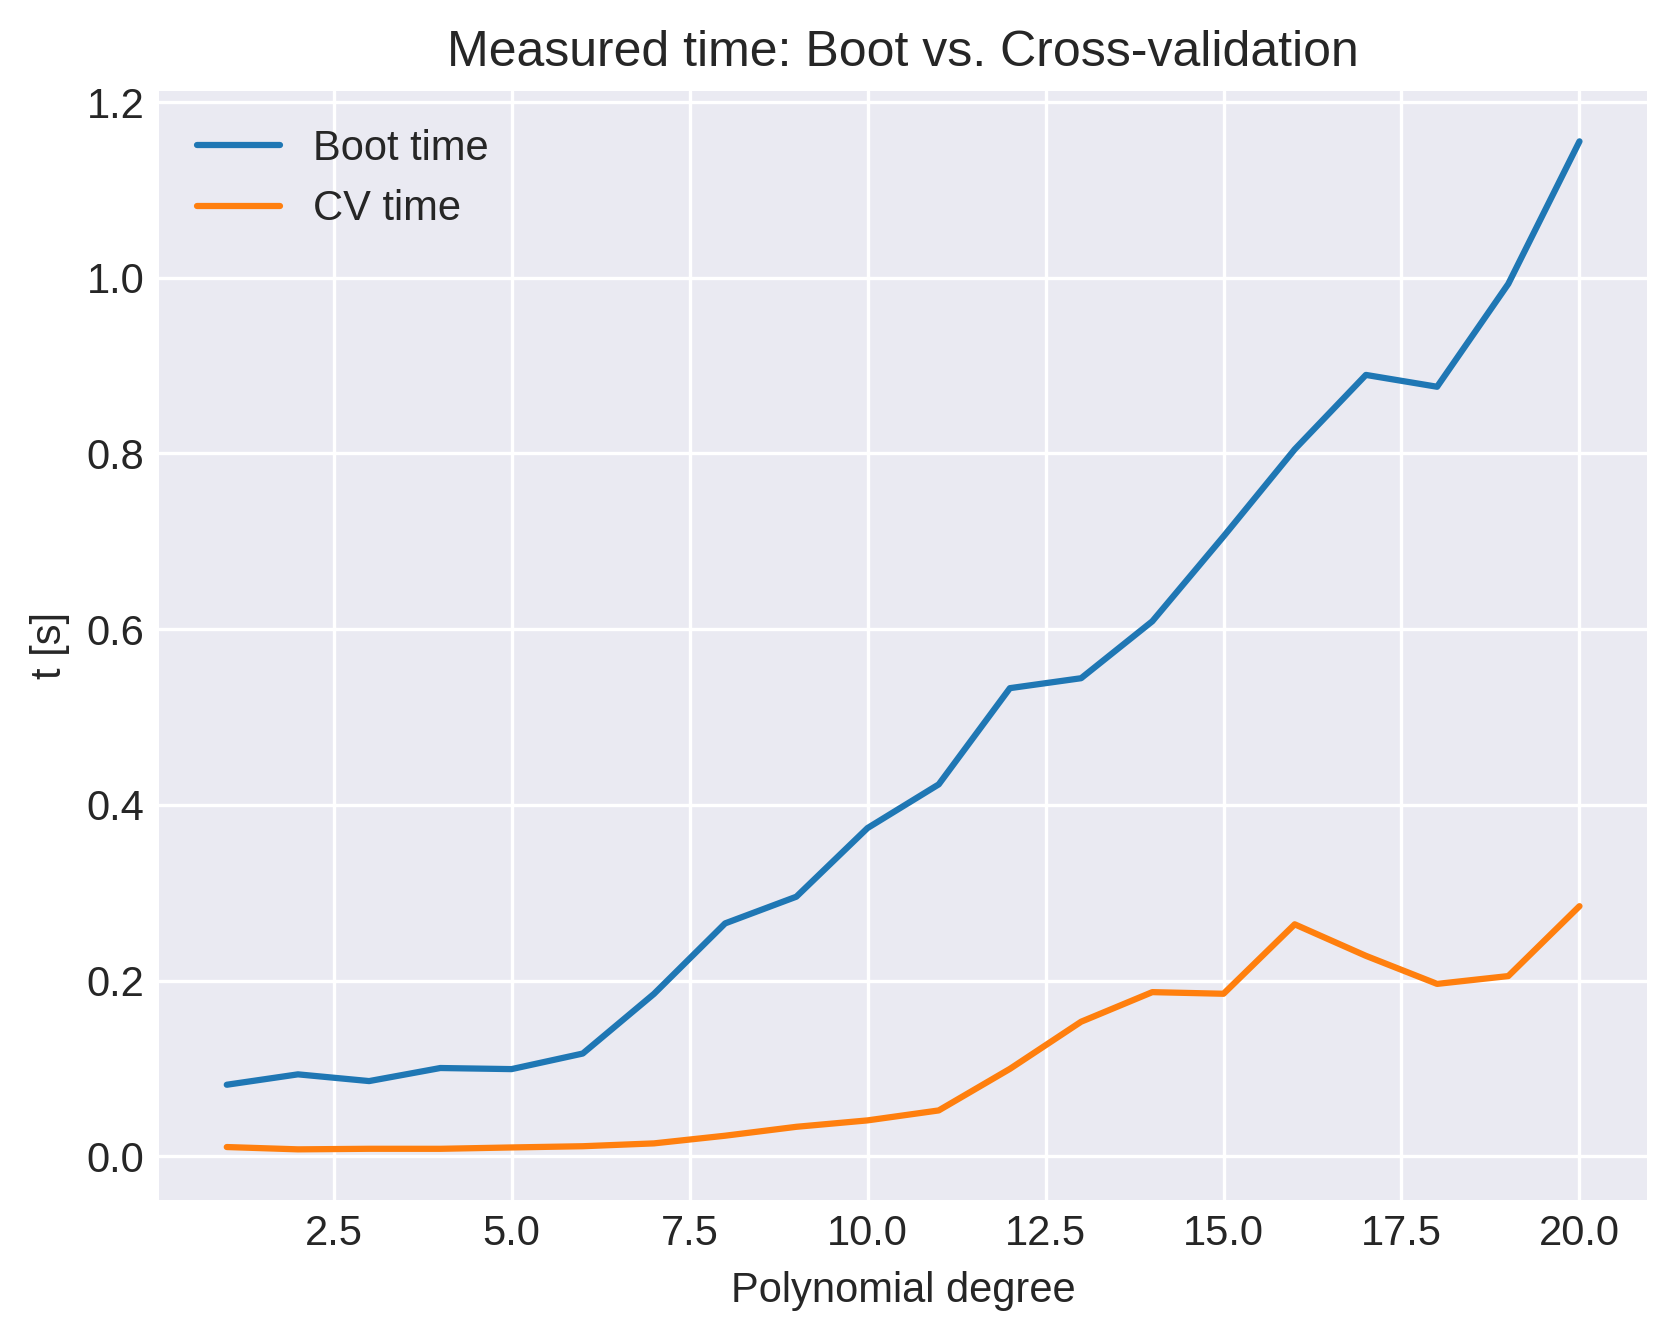 Measured time: Boot vs. Cross-validation
1.2
Boot time
CV time
1.0
0.8
0.6
t [s]
0.4
0.2
0.0
2.5 5.0 7.5 10.0 12.5 15.0 17.5 20.0
Polynomial degree